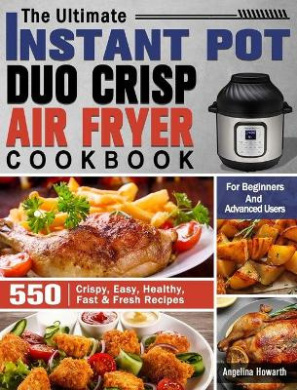 The Ultimate
INSTANT POT
DUO CRISP
AIR FRYER
COOKBOOK
For Beginners
And
Advanced Users
550
Crispy, Easy, Healthy,
Fast & Fresh Recipes
Angelina Howarth